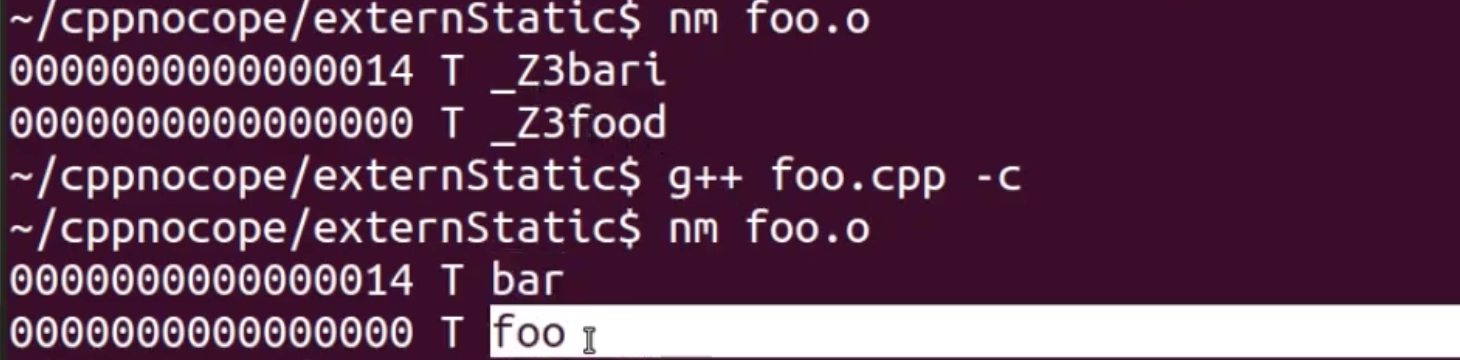 ~/cppnocope/externStatic$ nm foo.o
0000000000000014 T _Z3bari
0000000000000000 T _Z3food
~/cppnocope/externStatic$ g++ foo.cpp -c
~/cppnocope/externStatic$ nm foo.o
0000000000000014 T bar
0000000000000000 T foo